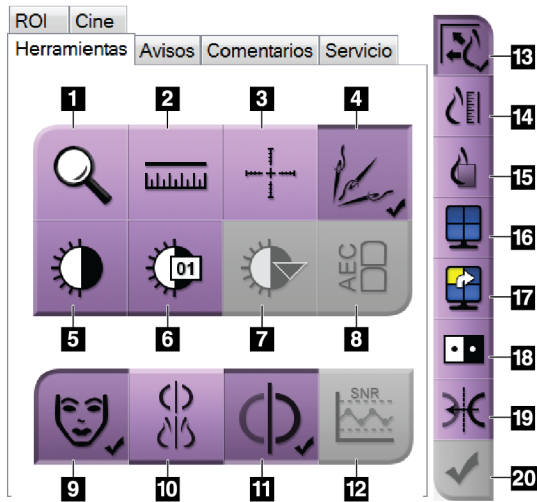 ROI Cine
Herramientas Avisos Comentarios Servicio
1 2 3 4
01
AEC
5 6 7 8
SNR
9 10 11 12
13
14
15
16
17
18
19
20